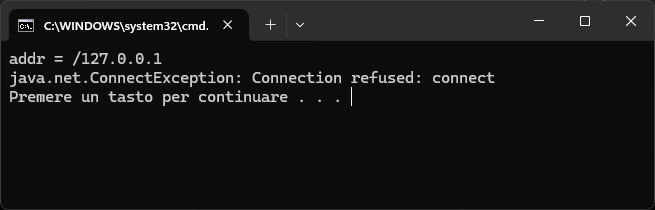 C:\WINDOWS\system32\cmd.
addr = /127.0.0.1
java.net.ConnectException: Connection refused: connect
Premere un tasto per continuare . . .